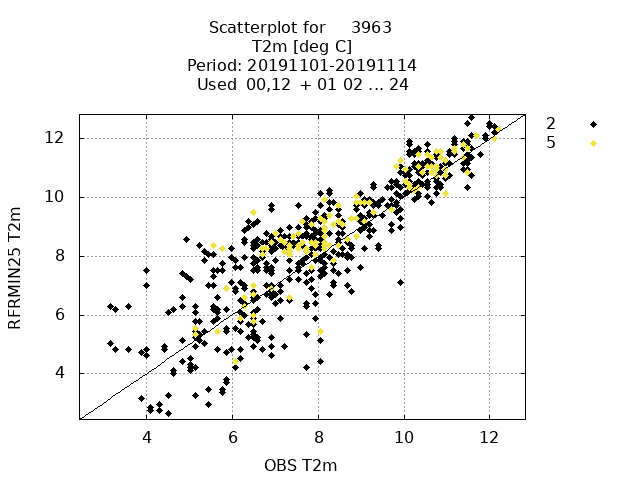 Scatterplot for 3963
T2m [deg C]
Period: 20191101-20191114
Used 00,12 + 01 02 ... 24
2
5
RFRMIN25 T2m
12
10
8
6
4
4 6 8 10 12
OBS T2m